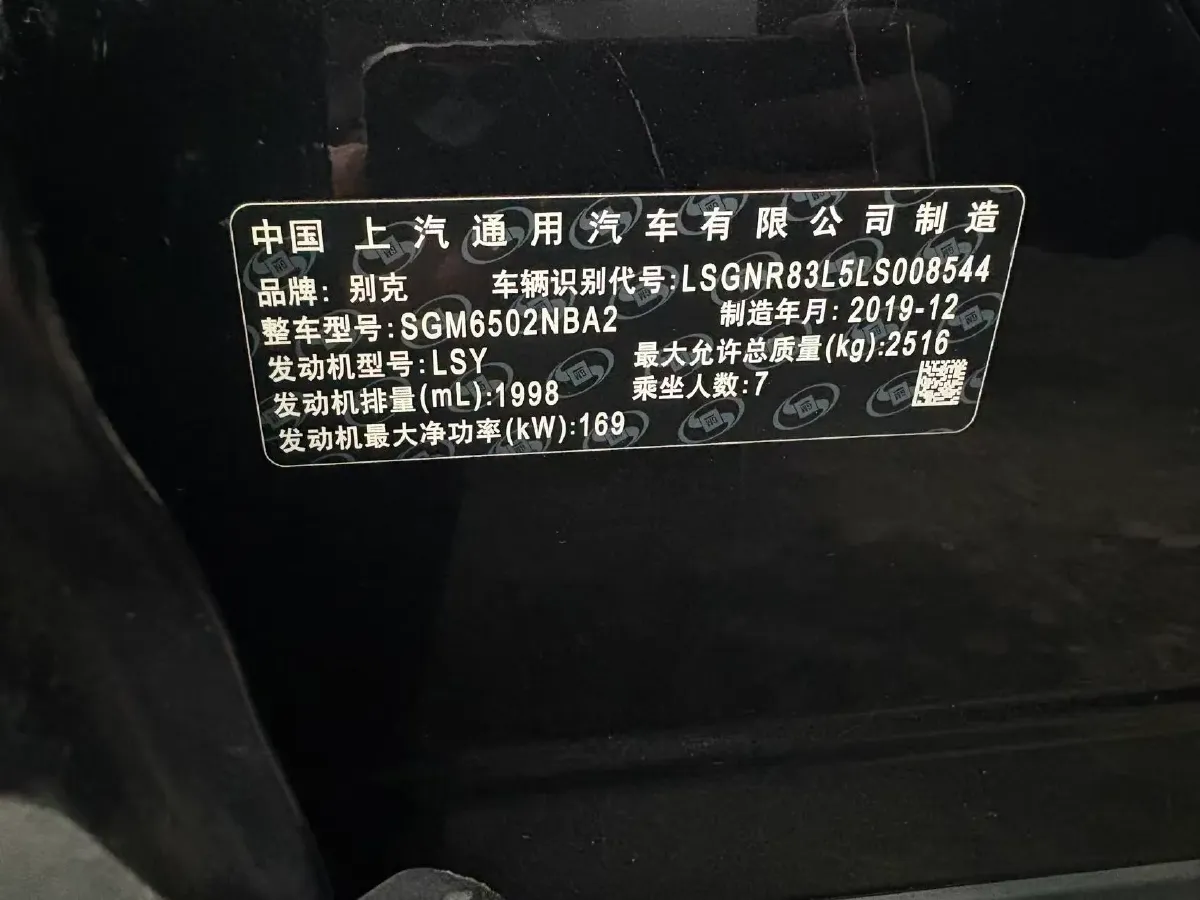 中国 上汽通用汽车有限公司制造
品牌: 别克 车辆识别代号:LSGNR83L5LS008544
整车型号:SGM6502NBA2 制造年月: 2019-12
发动机型号:LSY 最大允许总质量(kg):2516
发动机排量(mL):1998 乘坐人数:7
发动机最大净功率(kW):169